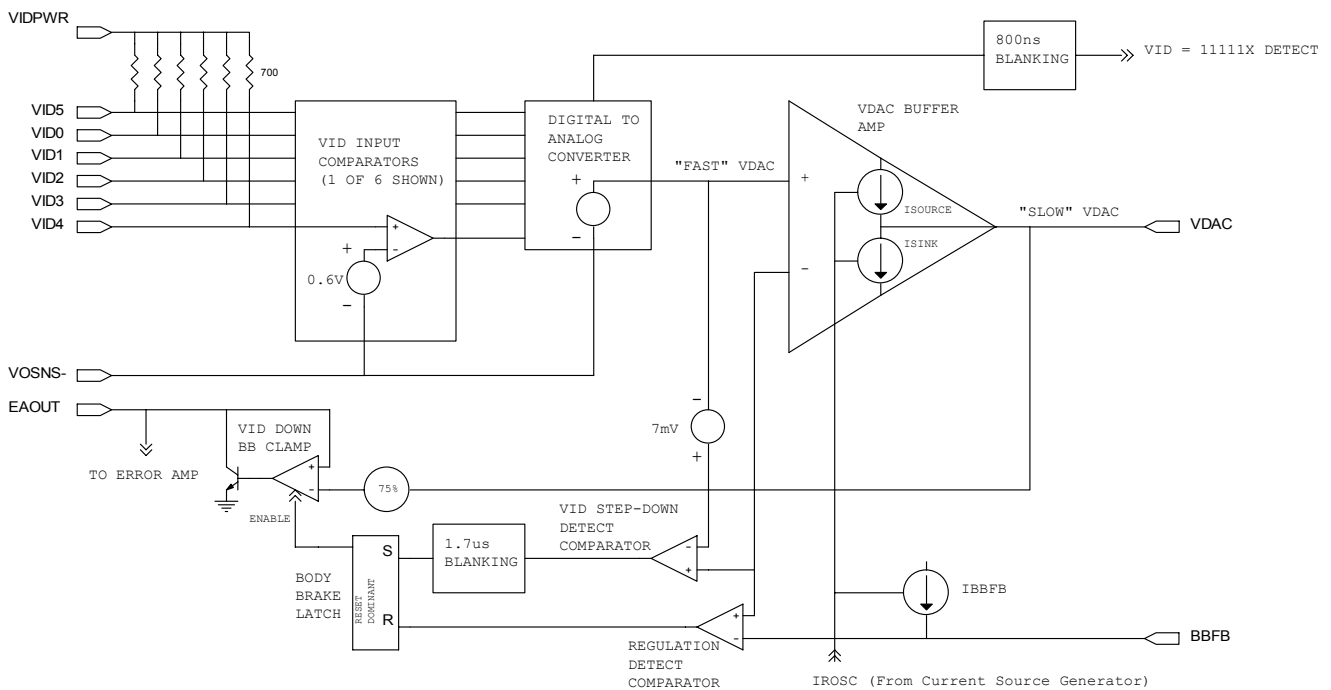 VIDPWR
700
VID5
VID0
VID1
VID2
VID3
VID4
VID INPUT
COMPARATORS
(1 OF 6 SHOWN)
+
-
+
0.6V
-
DIGITAL TO
ANALOG
CONVERTER
+
-
800ns
BLANKING
VID = 11111X DETECT
VDAC BUFFER
AMP
"FAST" VDAC
+
-
ISOURCE
ISINK
"SLOW" VDAC
VDAC
VOSNS-
EAOUT
TO ERROR AMP
VID DOWN
BB CLAMP
+
-
75%
ENABLE
-
7mV
+
VID STEP-DOWN
DETECT
COMPARATOR
-
+
1.7us
BLANKING
BODY
BRAKE
LATCH
RESET
DOMINANT
S
R
+
-
REGULATION
DETECT
COMPARATOR
IBBFB
BBFB
IROSC (From Current Source Generator)